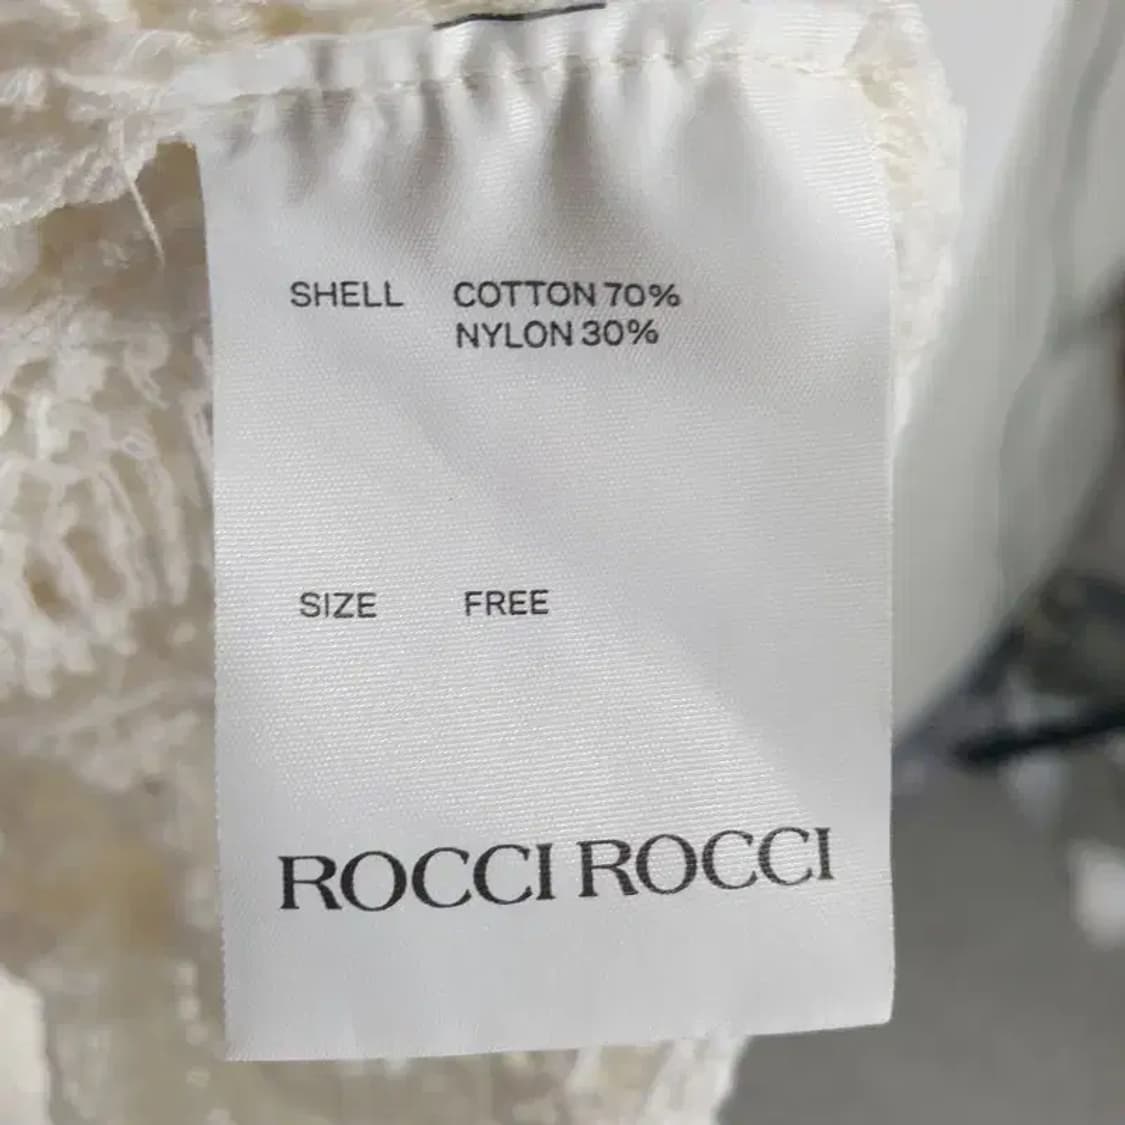 SHELL COTTON 70%
NYLON 30%
SIZE FREE
ROCCI ROCCI